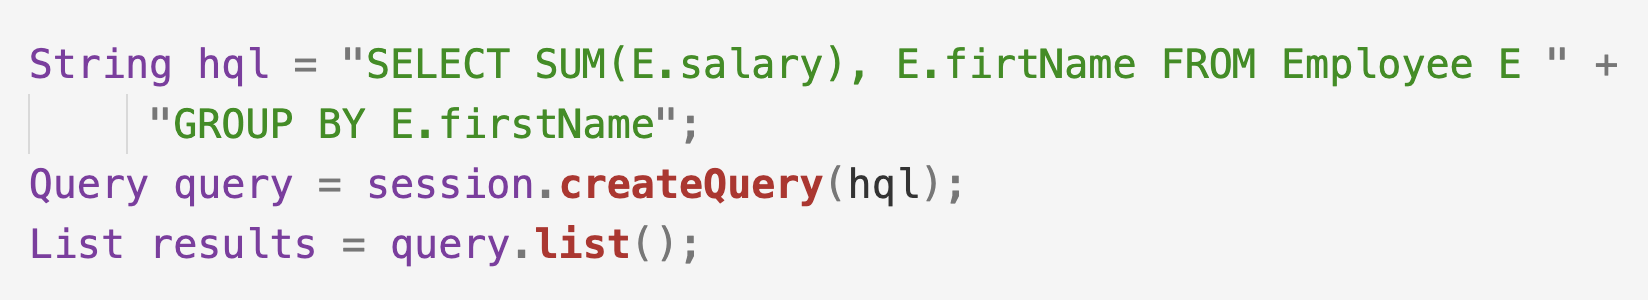 String hql = "SELECT SUM(E.salary), E.firtName FROM Employee E " +
"GROUP BY E.firstName";
Query query = session.createQuery(hql);
List results = query.list();